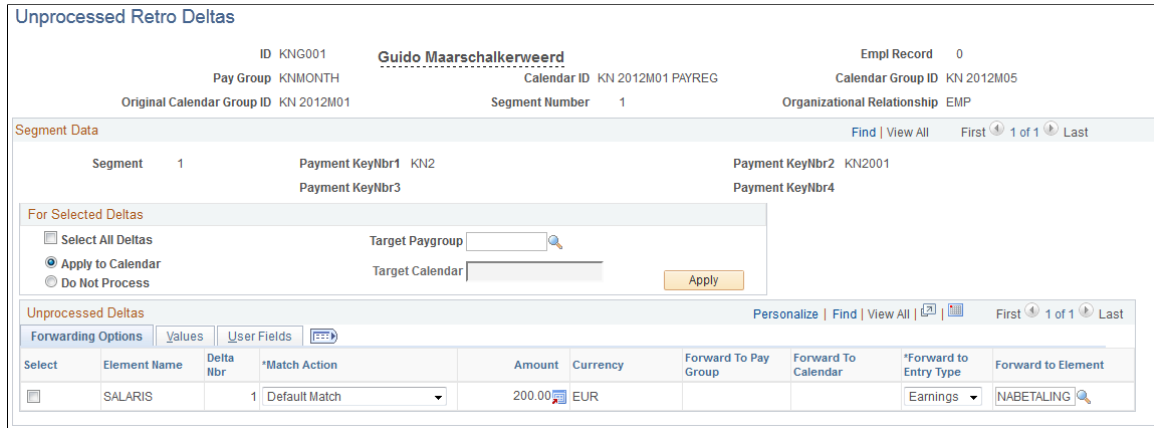 Unprocessed Retro Deltas
ID KNG001 Guido Maarschalkerweerd Empl Record 0
Pay Group KNMONTH Calendar ID KN 2012M01 PAYREG Calendar Group ID KN 2012M05
Original Calendar Group ID KN 2012M01 Segment Number 1 Organizational Relationship EMP
Segment Data Find | View All First 1 of 1 Last
Segment 1 Payment KeyNbr1 KN2 Payment KeyNbr2 KN2001
Payment KeyNbr3 Payment KeyNbr4
For Selected Deltas
Select All Deltas Target Paygroup
Apply to Calendar Target Calendar
Do Not Process Apply
Unprocessed Deltas Personalize | Find | View All | | First 1 of 1 Last
Forwarding Options Values User Fields
Select Element Name Delta Nbr *Match Action Amount Currency Forward To Pay Group Forward To Calendar *Forward to Entry Type Forward to Element
SALARIS 1 Default Match 200.00 EUR Earnings NABETALING